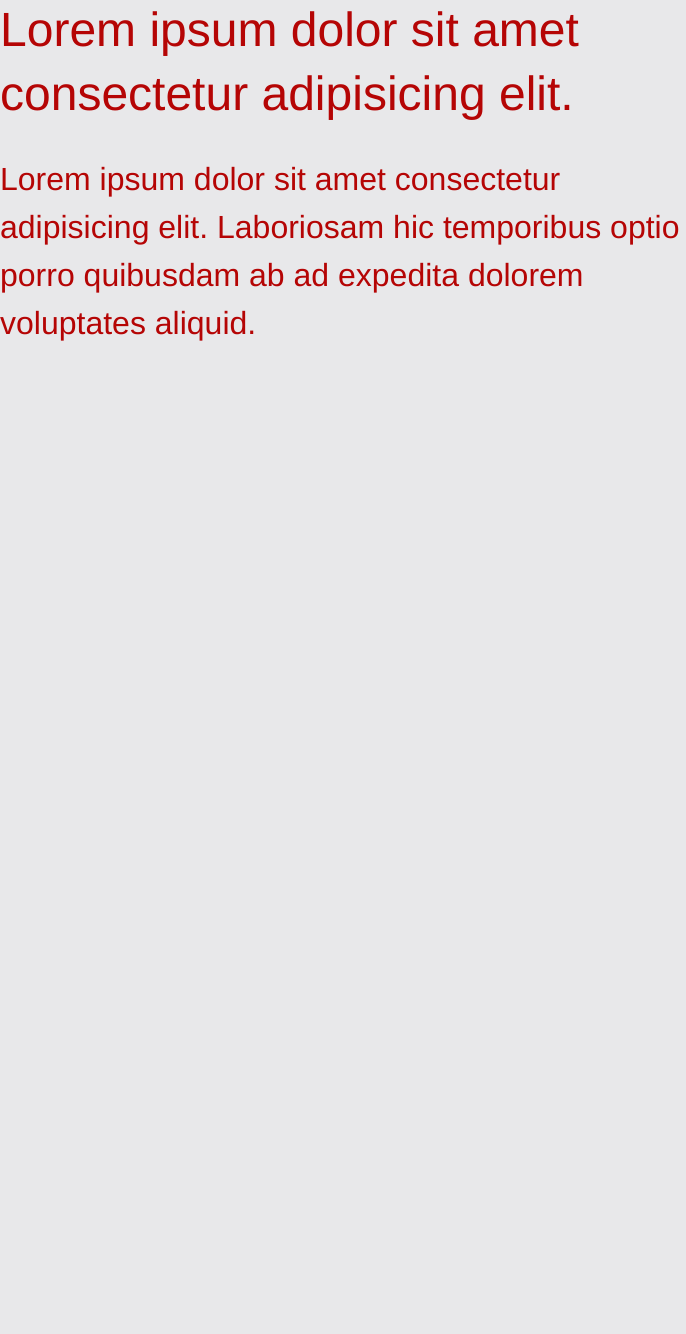 Lorem ipsum dolor sit amet
consectetur adipisicing elit.
Lorem ipsum dolor sit amet consectetur
adipisicing elit. Laboriosam hic temporibus optio
porro quibusdam ab ad expedita dolorem
voluptates aliquid.